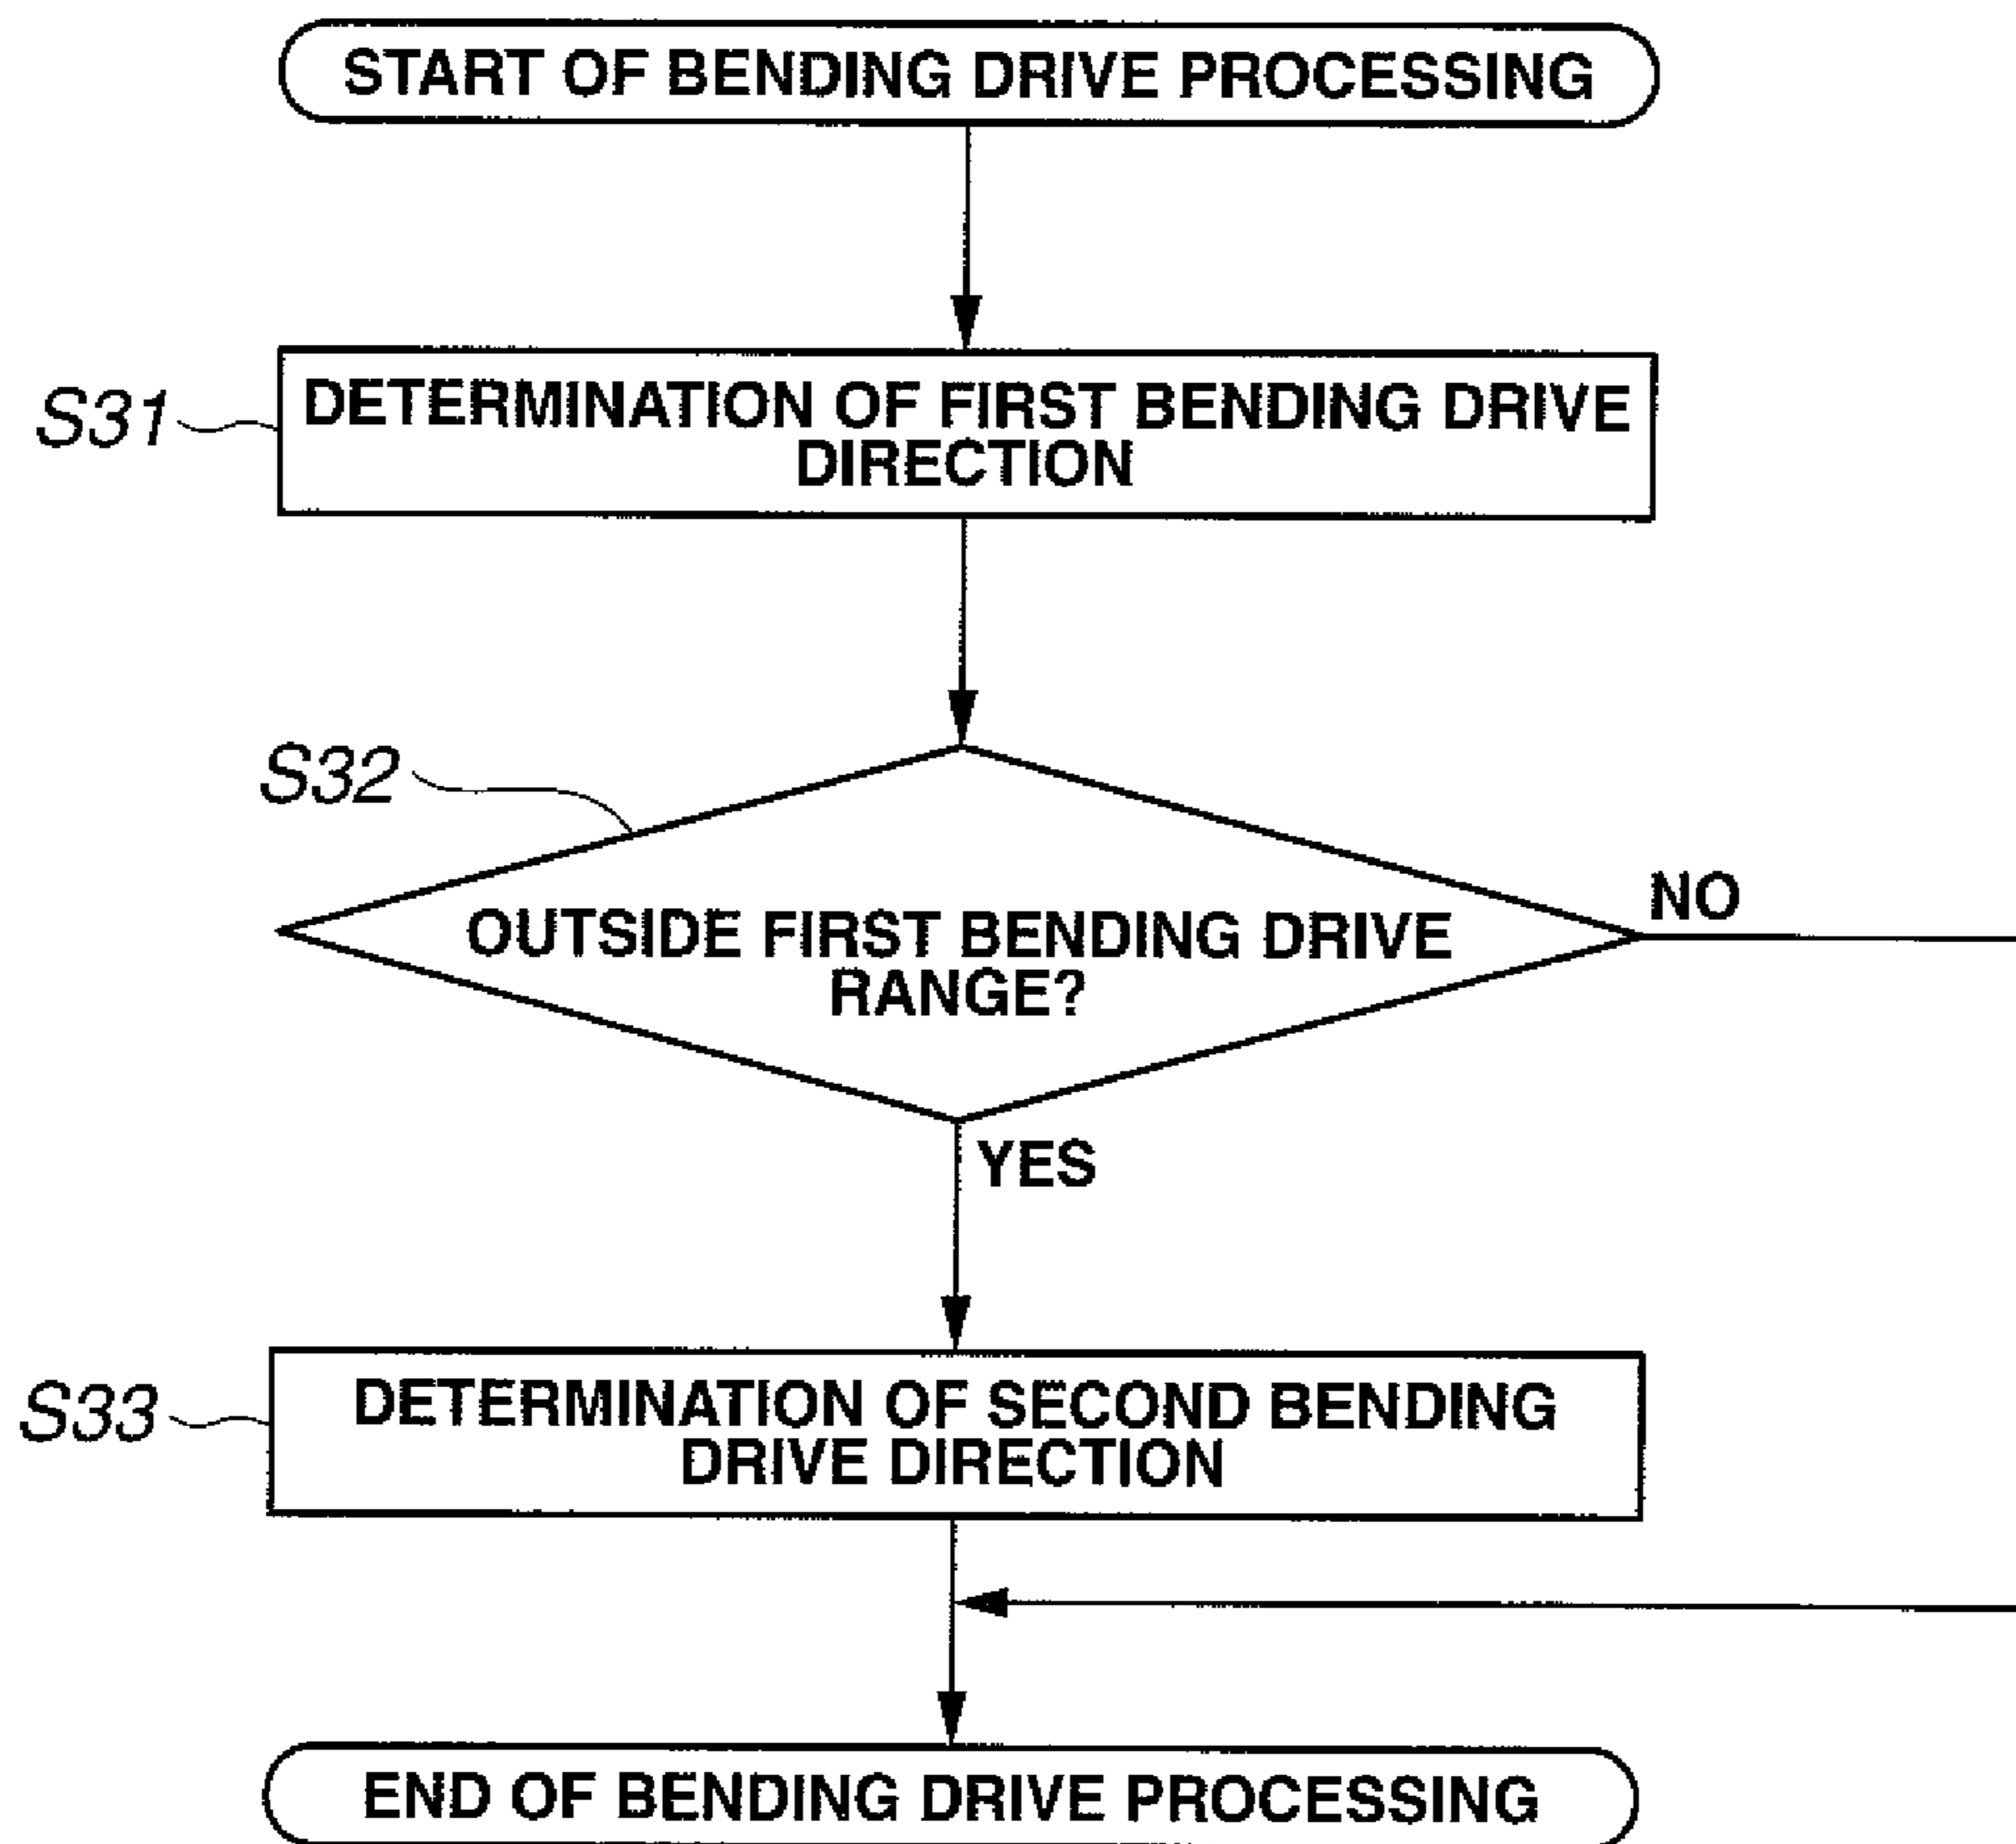 START OF BENDING DRIVE PROCESSING
S31
DETERMINATION OF FIRST BENDING DRIVE
DIRECTION
S32
OUTSIDE FIRST BENDING DRIVE
RANGE?
NO
YES
S33
DETERMINATION OF SECOND BENDING
DRIVE DIRECTION
END OF BENDING DRIVE PROCESSING